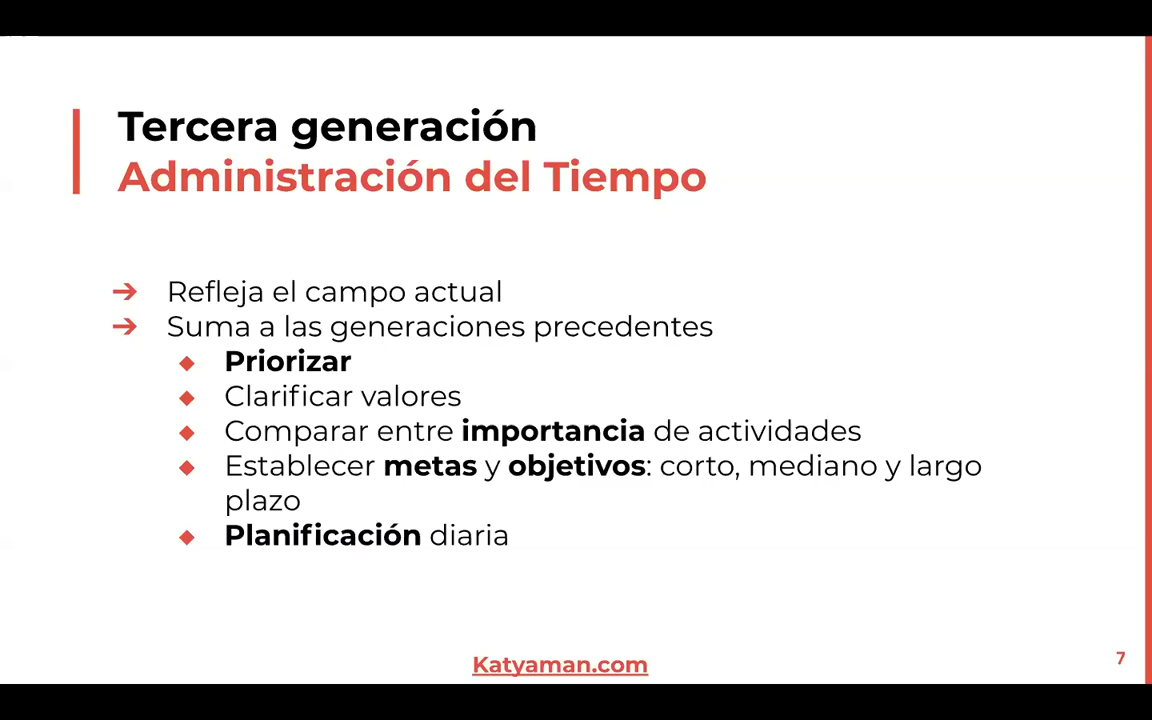 Tercera generación
Administración del Tiempo
➔ Refleja el campo actual
➔ Suma a las generaciones precedentes
◆ Priorizar
◆ Clarificar valores
◆ Comparar entre importancia de actividades
◆ Establecer metas y objetivos: corto, mediano y largo
plazo
◆ Planificación diaria
Katyaman.com
7